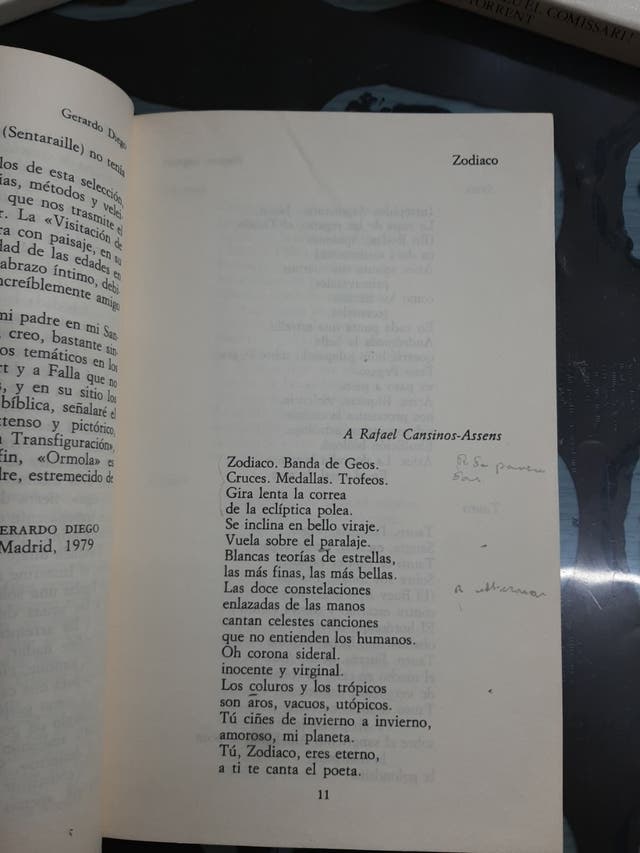 ZUEL COMISSARI I
TORRENT
Gerardo Diego
(Sentaraille) no tenía
los de esta selección,
ias, métodos y velei-
que nos trasmite el
r. La «Visitación de
ra con paisaje, en su
dad de las edades en
abrazo íntimo, debi-
increíblemente amigo
mi padre en mi San-
, creo, bastante sin-
os temáticos en los
rt y a Falla que no
s, y en su sitio los
bíblica, señalaré el
tenso y pictórico,
a Transfiguración»,
fin, «Ormola» es
dre, estremecido de
ERARDO DIEGO
Madrid, 1979
Zodiaco
A Rafael Cansinos-Assens
Zodiaco. Banda de Geos.
Cruces. Medallas. Trofeos.
Gira lenta la correa
de la eclíptica polea.
Se inclina en bello viraje.
Vuela sobre el paralaje.
Blancas teorías de estrellas,
las más finas, las más bellas.
Las doce constelaciones
enlazadas de las manos
cantan celestes canciones
que no entienden los humanos.
Oh corona sideral.
inocente y virginal.
Los coluros y los trópicos
son aros, vacuos, utópicos.
Tú ciñes de invierno a invierno,
amoroso, mi planeta.
Tú, Zodiaco, eres eterno,
a ti te canta el poeta.
11